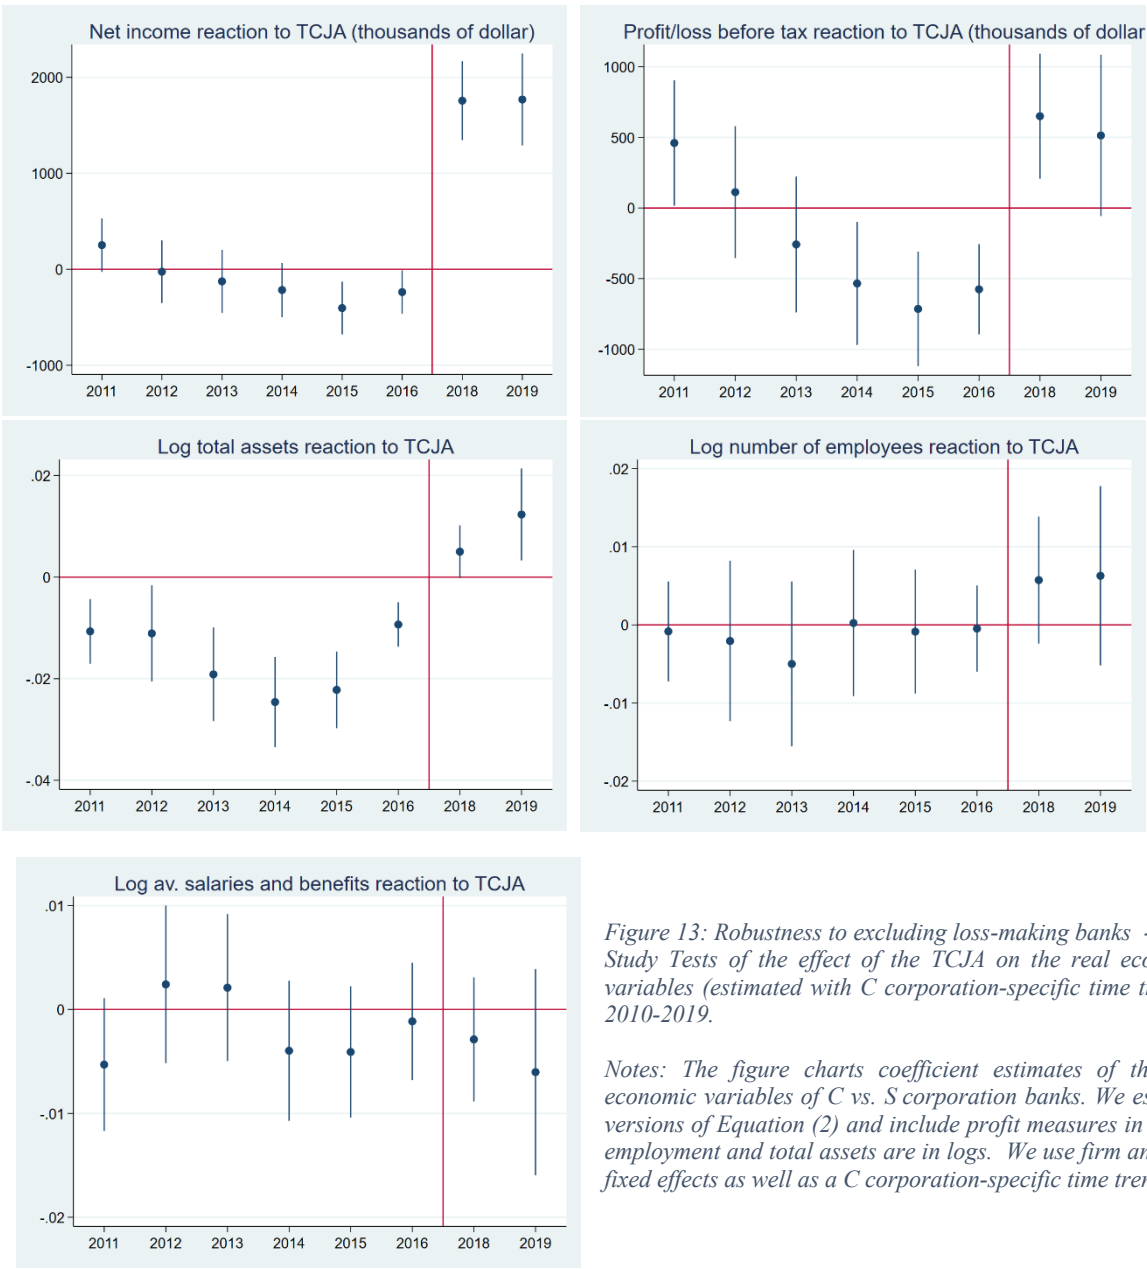 Net income reaction to TCJA (thousands of dollar)
2000
1000
0
-1000
2011 2012 2013 2014 2015 2016 2018 2019
Profit/loss before tax reaction to TCJA (thousands of dollar
1000
500
0
-500
-1000
2011 2012 2013 2014 2015 2016 2018 2019
Log total assets reaction to TCJA
.02
0
-.02
-.04
2011 2012 2013 2014 2015 2016 2018 2019
Log number of employees reaction to TCJA
.02
.01
0
-.01
-.02
2011 2012 2013 2014 2015 2016 2018 2019
Log av. salaries and benefits reaction to TCJA
.01
0
-.01
-.02
2011 2012 2013 2014 2015 2016 2018 2019
Figure 13: Robustness to excluding loss-making banks -
Study Tests of the effect of the TCJA on the real eco
variables (estimated with C corporation-specific time t
2010-2019.
Notes: The figure charts coefficient estimates of th
economic variables of C vs. S corporation banks. We es
versions of Equation (2) and include profit measures in
employment and total assets are in logs. We use firm an
fixed effects as well as a C corporation-specific time tren